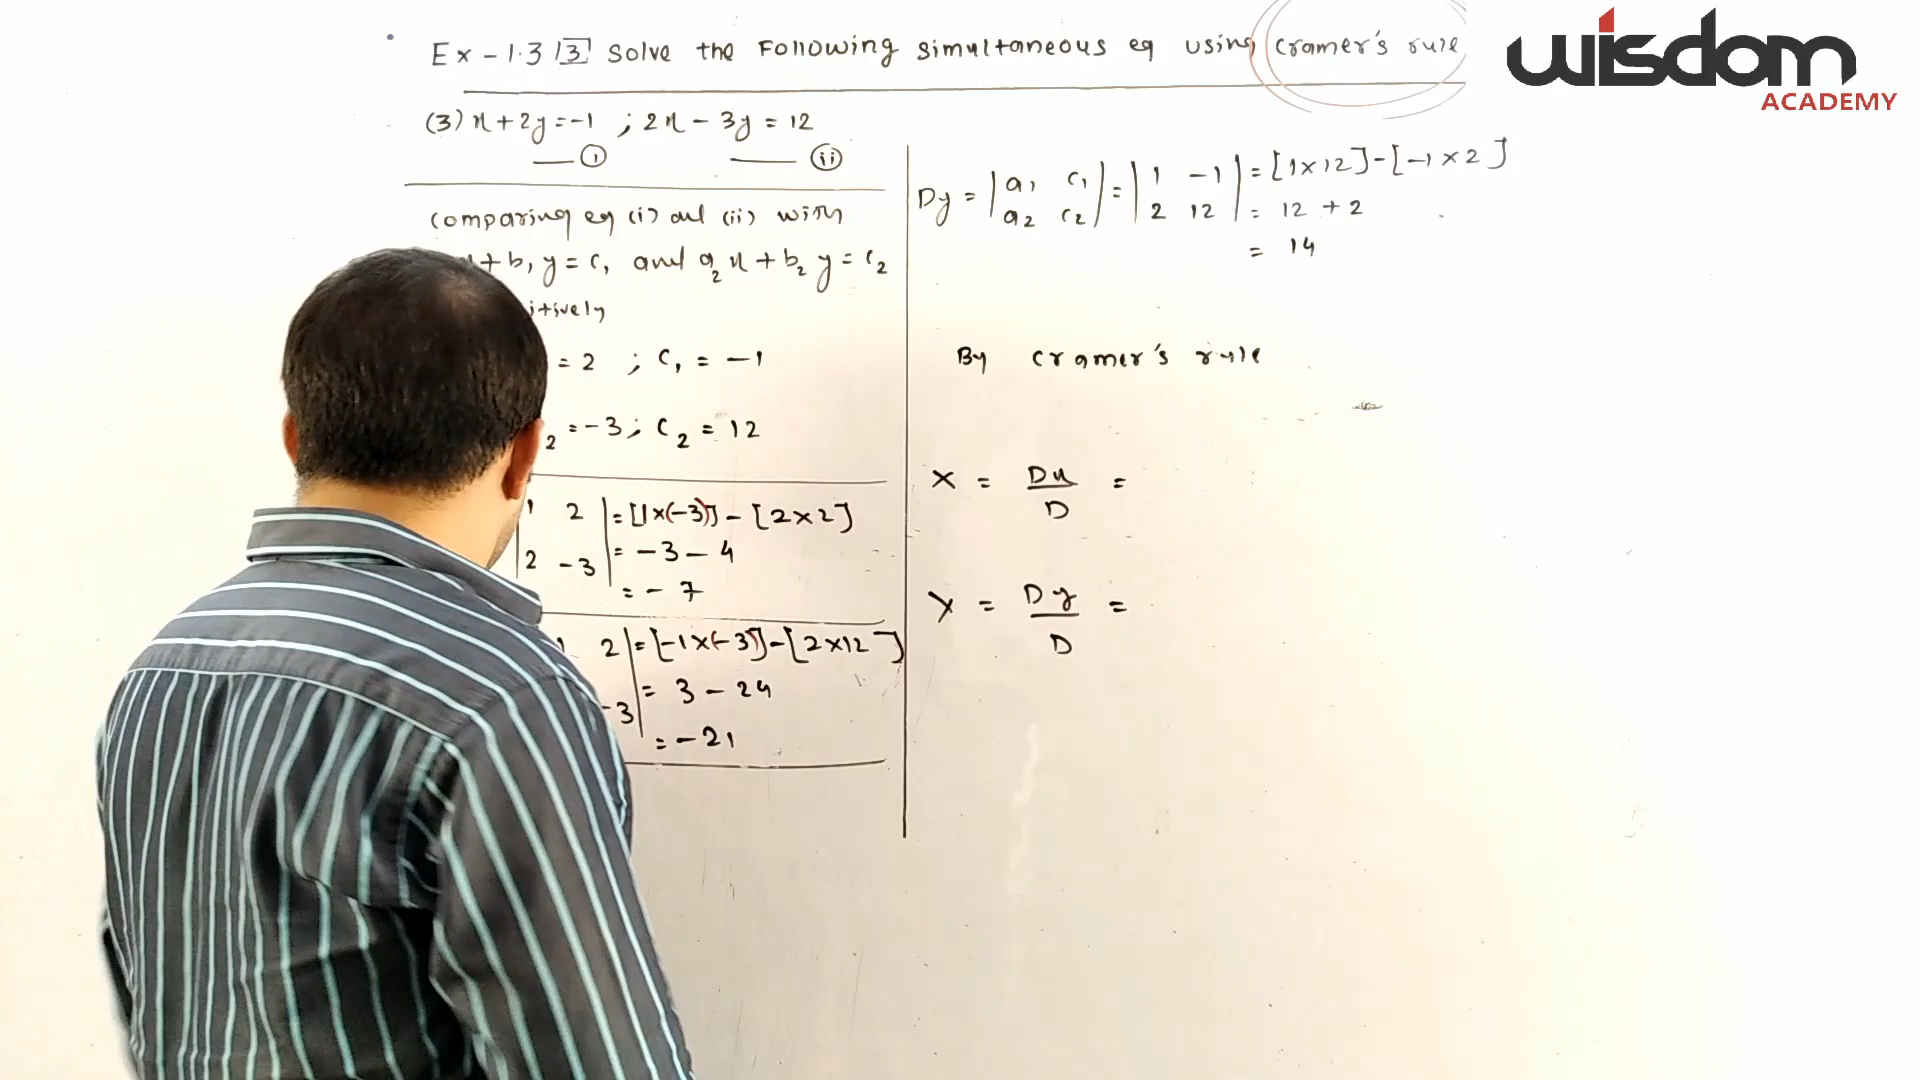 Ex - 1.3 [3] Solve the Following simultaneous eq using cramer's rule
wisdom
ACADEMY
(3) x + 2y = -1 ; 2x - 3y = 12
(i) (ii)
comparing eq (i) and (ii) with
+ b₁ y = c₁ and a₂ x + b₂ y = c₂
itively
= 2 ; c₁ = -1
₂ = -3 ; c₂ = 12
1 2 | = [1×(-3)] - [2×2]
2 -3 | = -3 - 4
= -7
1 2 | = [-1×(-3)] - [2×12]
-3 | = 3 - 24
= -21
Dy = | a₁ c₁ | = | 1 -1 | = [1×12] - [-1×2]
| a₂ c₂ | | 2 12 | = 12 + 2
= 14
By cramer's rule
X = Dx/D =
Y = Dy/D =